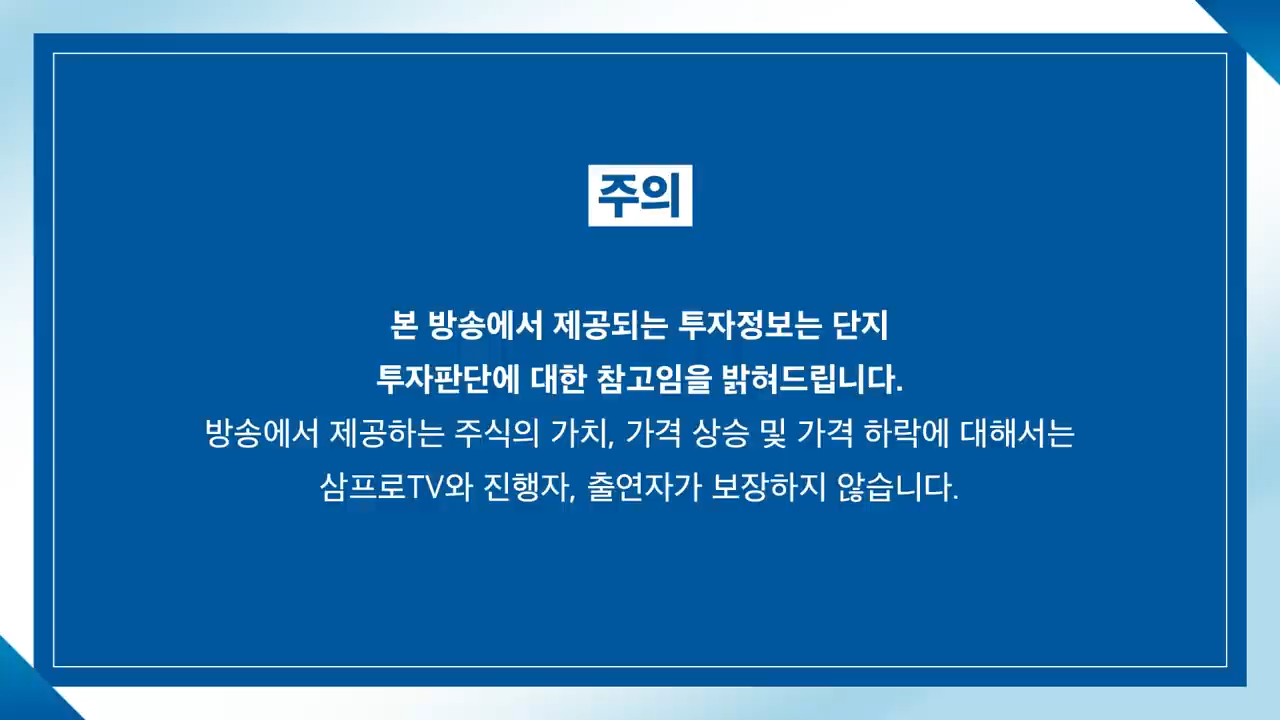 주의
본 방송에서 제공되는 투자정보는 단지
투자판단에 대한 참고임을 밝혀드립니다.
방송에서 제공하는 주식의 가치, 가격 상승 및 가격 하락에 대해서는
삼프로TV와 진행자, 출연자가 보장하지 않습니다.